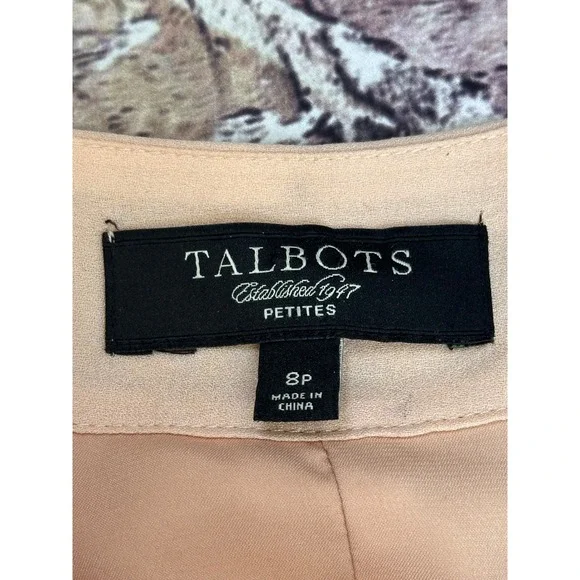 TALBOTS
Established 1947
PETITES
8P
MADE IN
CHINA